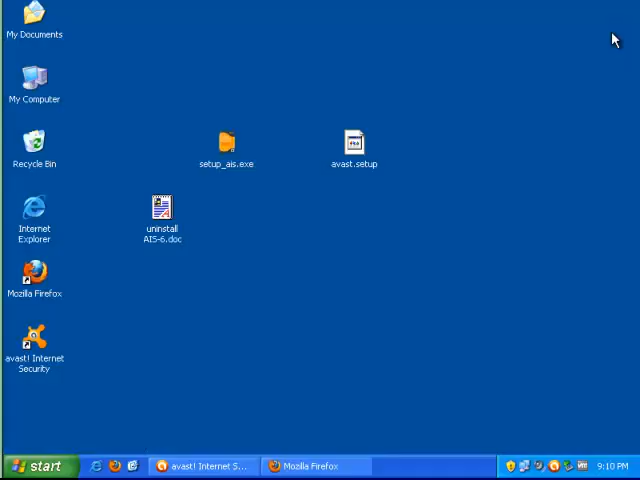 My Documents
My Computer
Recycle Bin
setup_ais.exe
avast.setup
Internet
Explorer
uninstall
AIS-6.doc
Mozilla Firefox
avast! Internet
Security
start
avast! Internet S...
Mozilla Firefox
9:10 PM